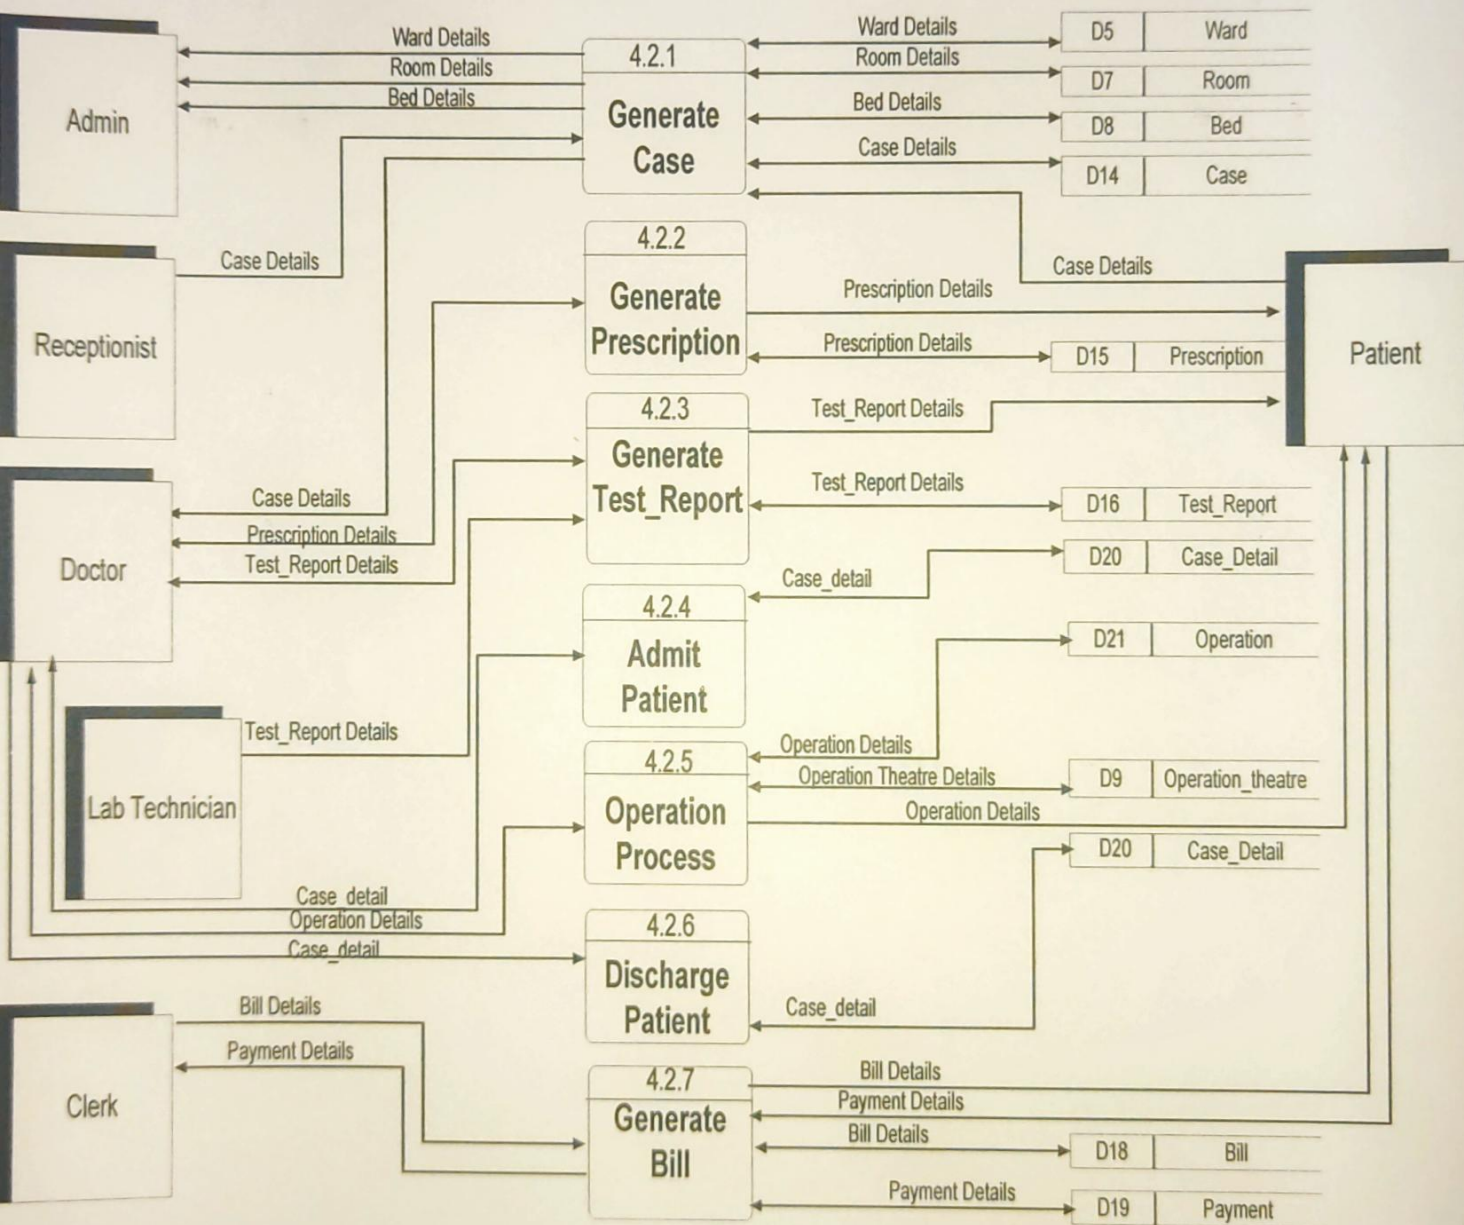 Ward Details
Room Details
Bed Details
Admin
4.2.1
Generate
Case
Ward Details
Room Details
Bed Details
Case Details
D5 Ward
D7 Room
D8 Bed
D14 Case
Case Details
Receptionist
4.2.2
Generate
Prescription
Case Details
Prescription Details
Prescription Details
D15 Prescription
Patient
4.2.3
Generate
Test_Report
Test_Report Details
Test_Report Details
D16 Test_Report
Case Details
Prescription Details
Test_Report Details
Doctor
4.2.4
Admit
Patient
Case_detail
D20 Case_Detail
D21 Operation
Test_Report Details
Lab Technician
4.2.5
Operation
Process
Operation Details
Operation Theatre Details
Operation Details
D9 Operation_theatre
D20 Case_Detail
Case_detail
Operation Details
Case_detail
4.2.6
Discharge
Patient
Case_detail
Bill Details
Payment Details
Clerk
4.2.7
Generate
Bill
Bill Details
Payment Details
Bill Details
Payment Details
D18 Bill
D19 Payment